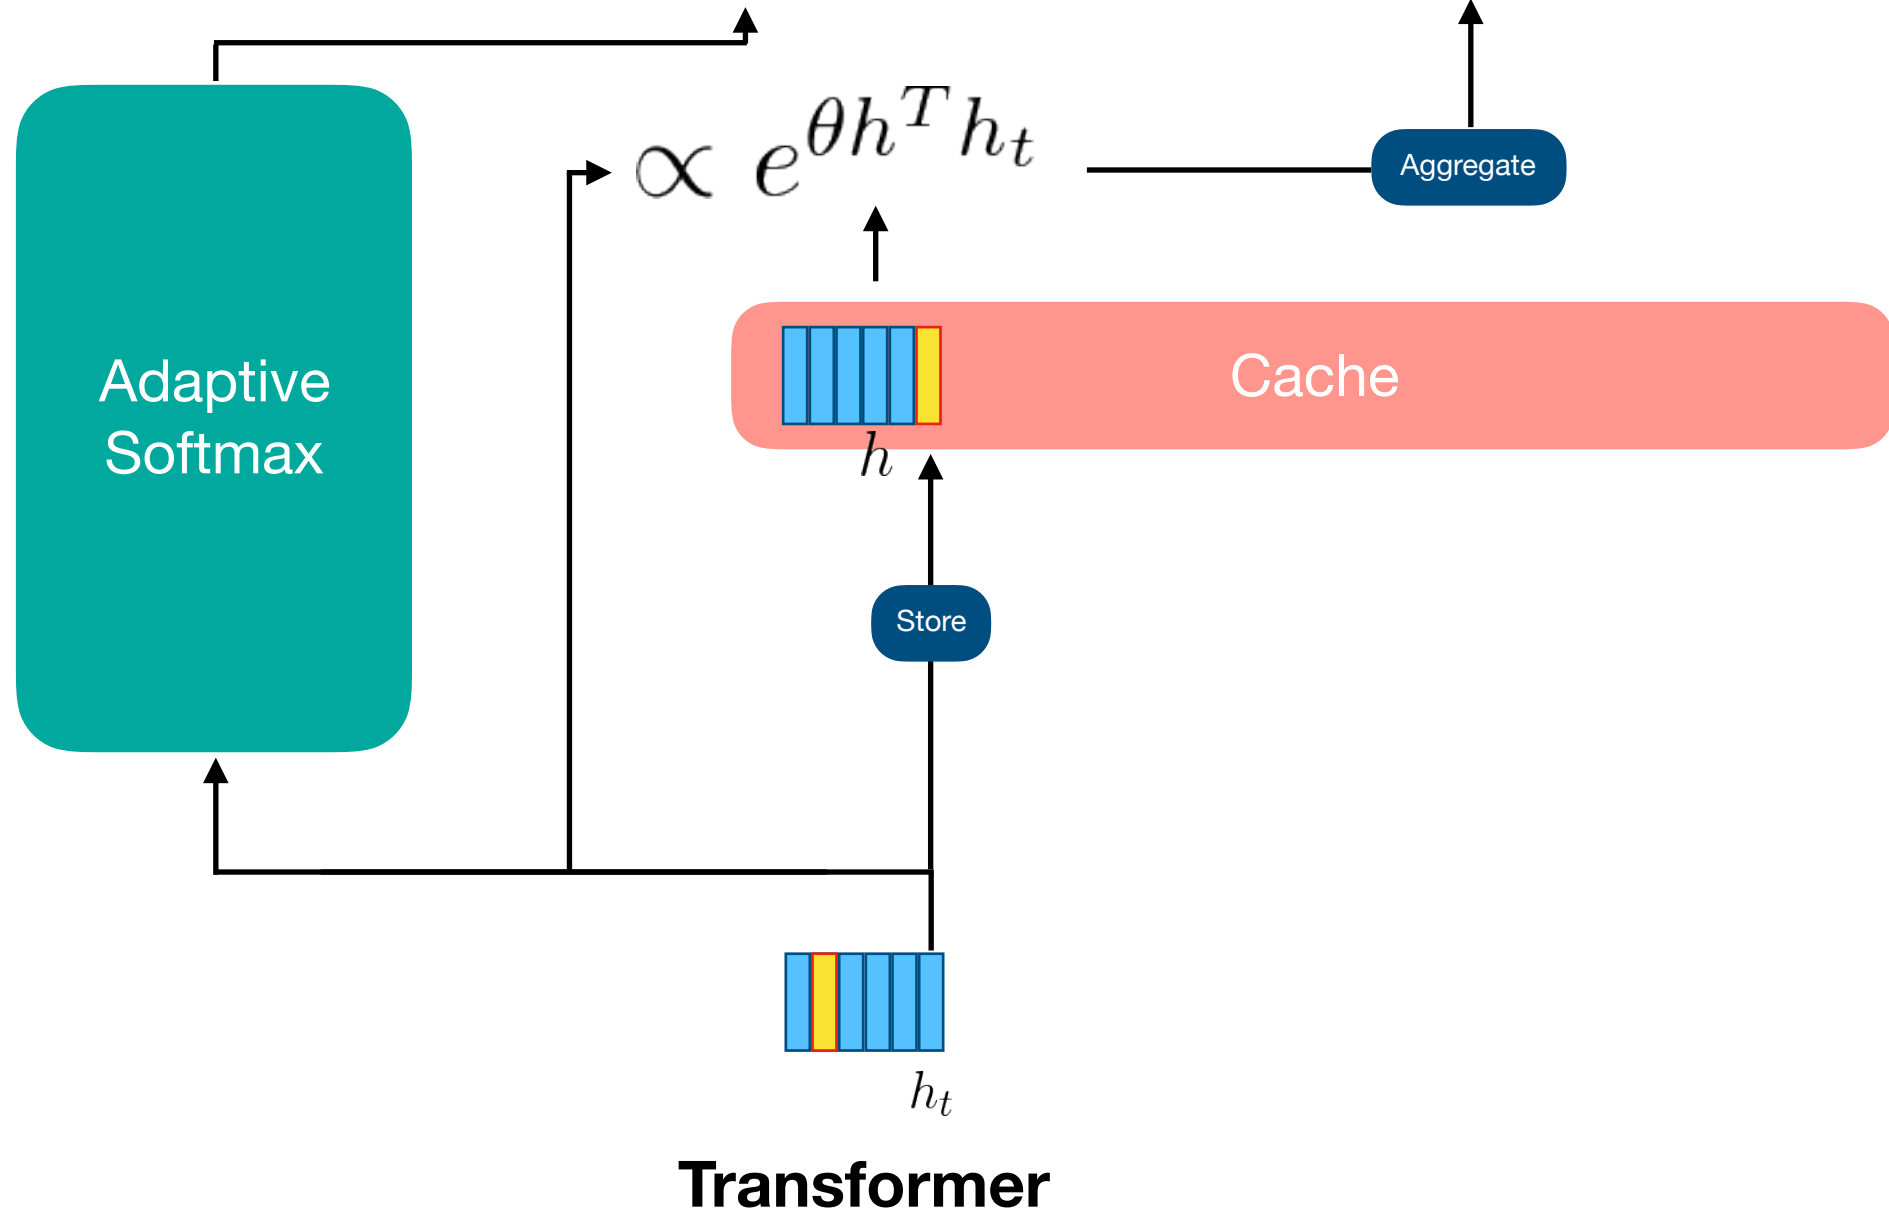 ∝ e^{θh^T h_t}
Aggregate
Adaptive
Softmax
Cache
h
Store
h_t
Transformer